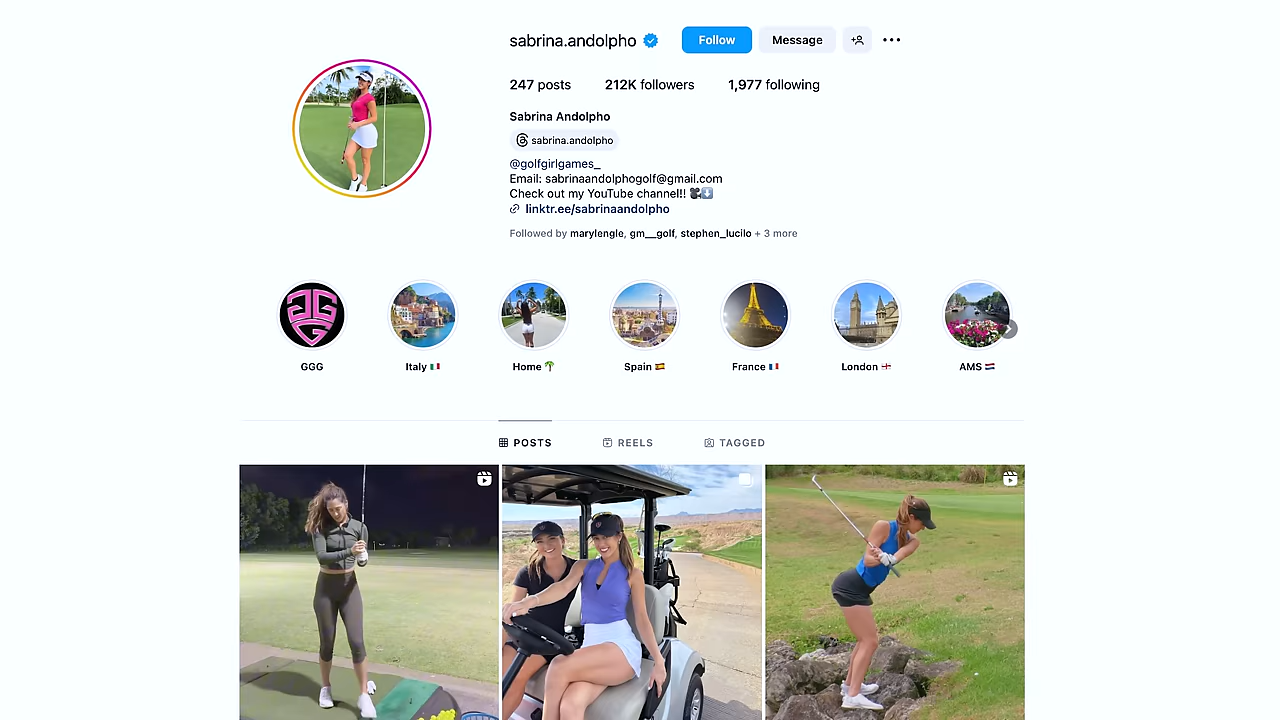 sabrina.andolpho
Follow
Message
247 posts
212K followers
1,977 following
Sabrina Andolpho
sabrina.andolpho
@golfgirlgames_
Email: sabrinaandolphogolf@gmail.com
Check out my YouTube channel!! 🎥⬇️
linktr.ee/sabrinaandolpho
Followed by marylengle, gm__golf, stephen_lucilo + 3 more
GGG
Italy 🇮🇹
Home 🌴
Spain 🇪🇸
France 🇫🇷
London 🏴󠁧󠁢󠁥󠁮󠁧󠁿
AMS 🇳🇱
POSTS
REELS
TAGGED